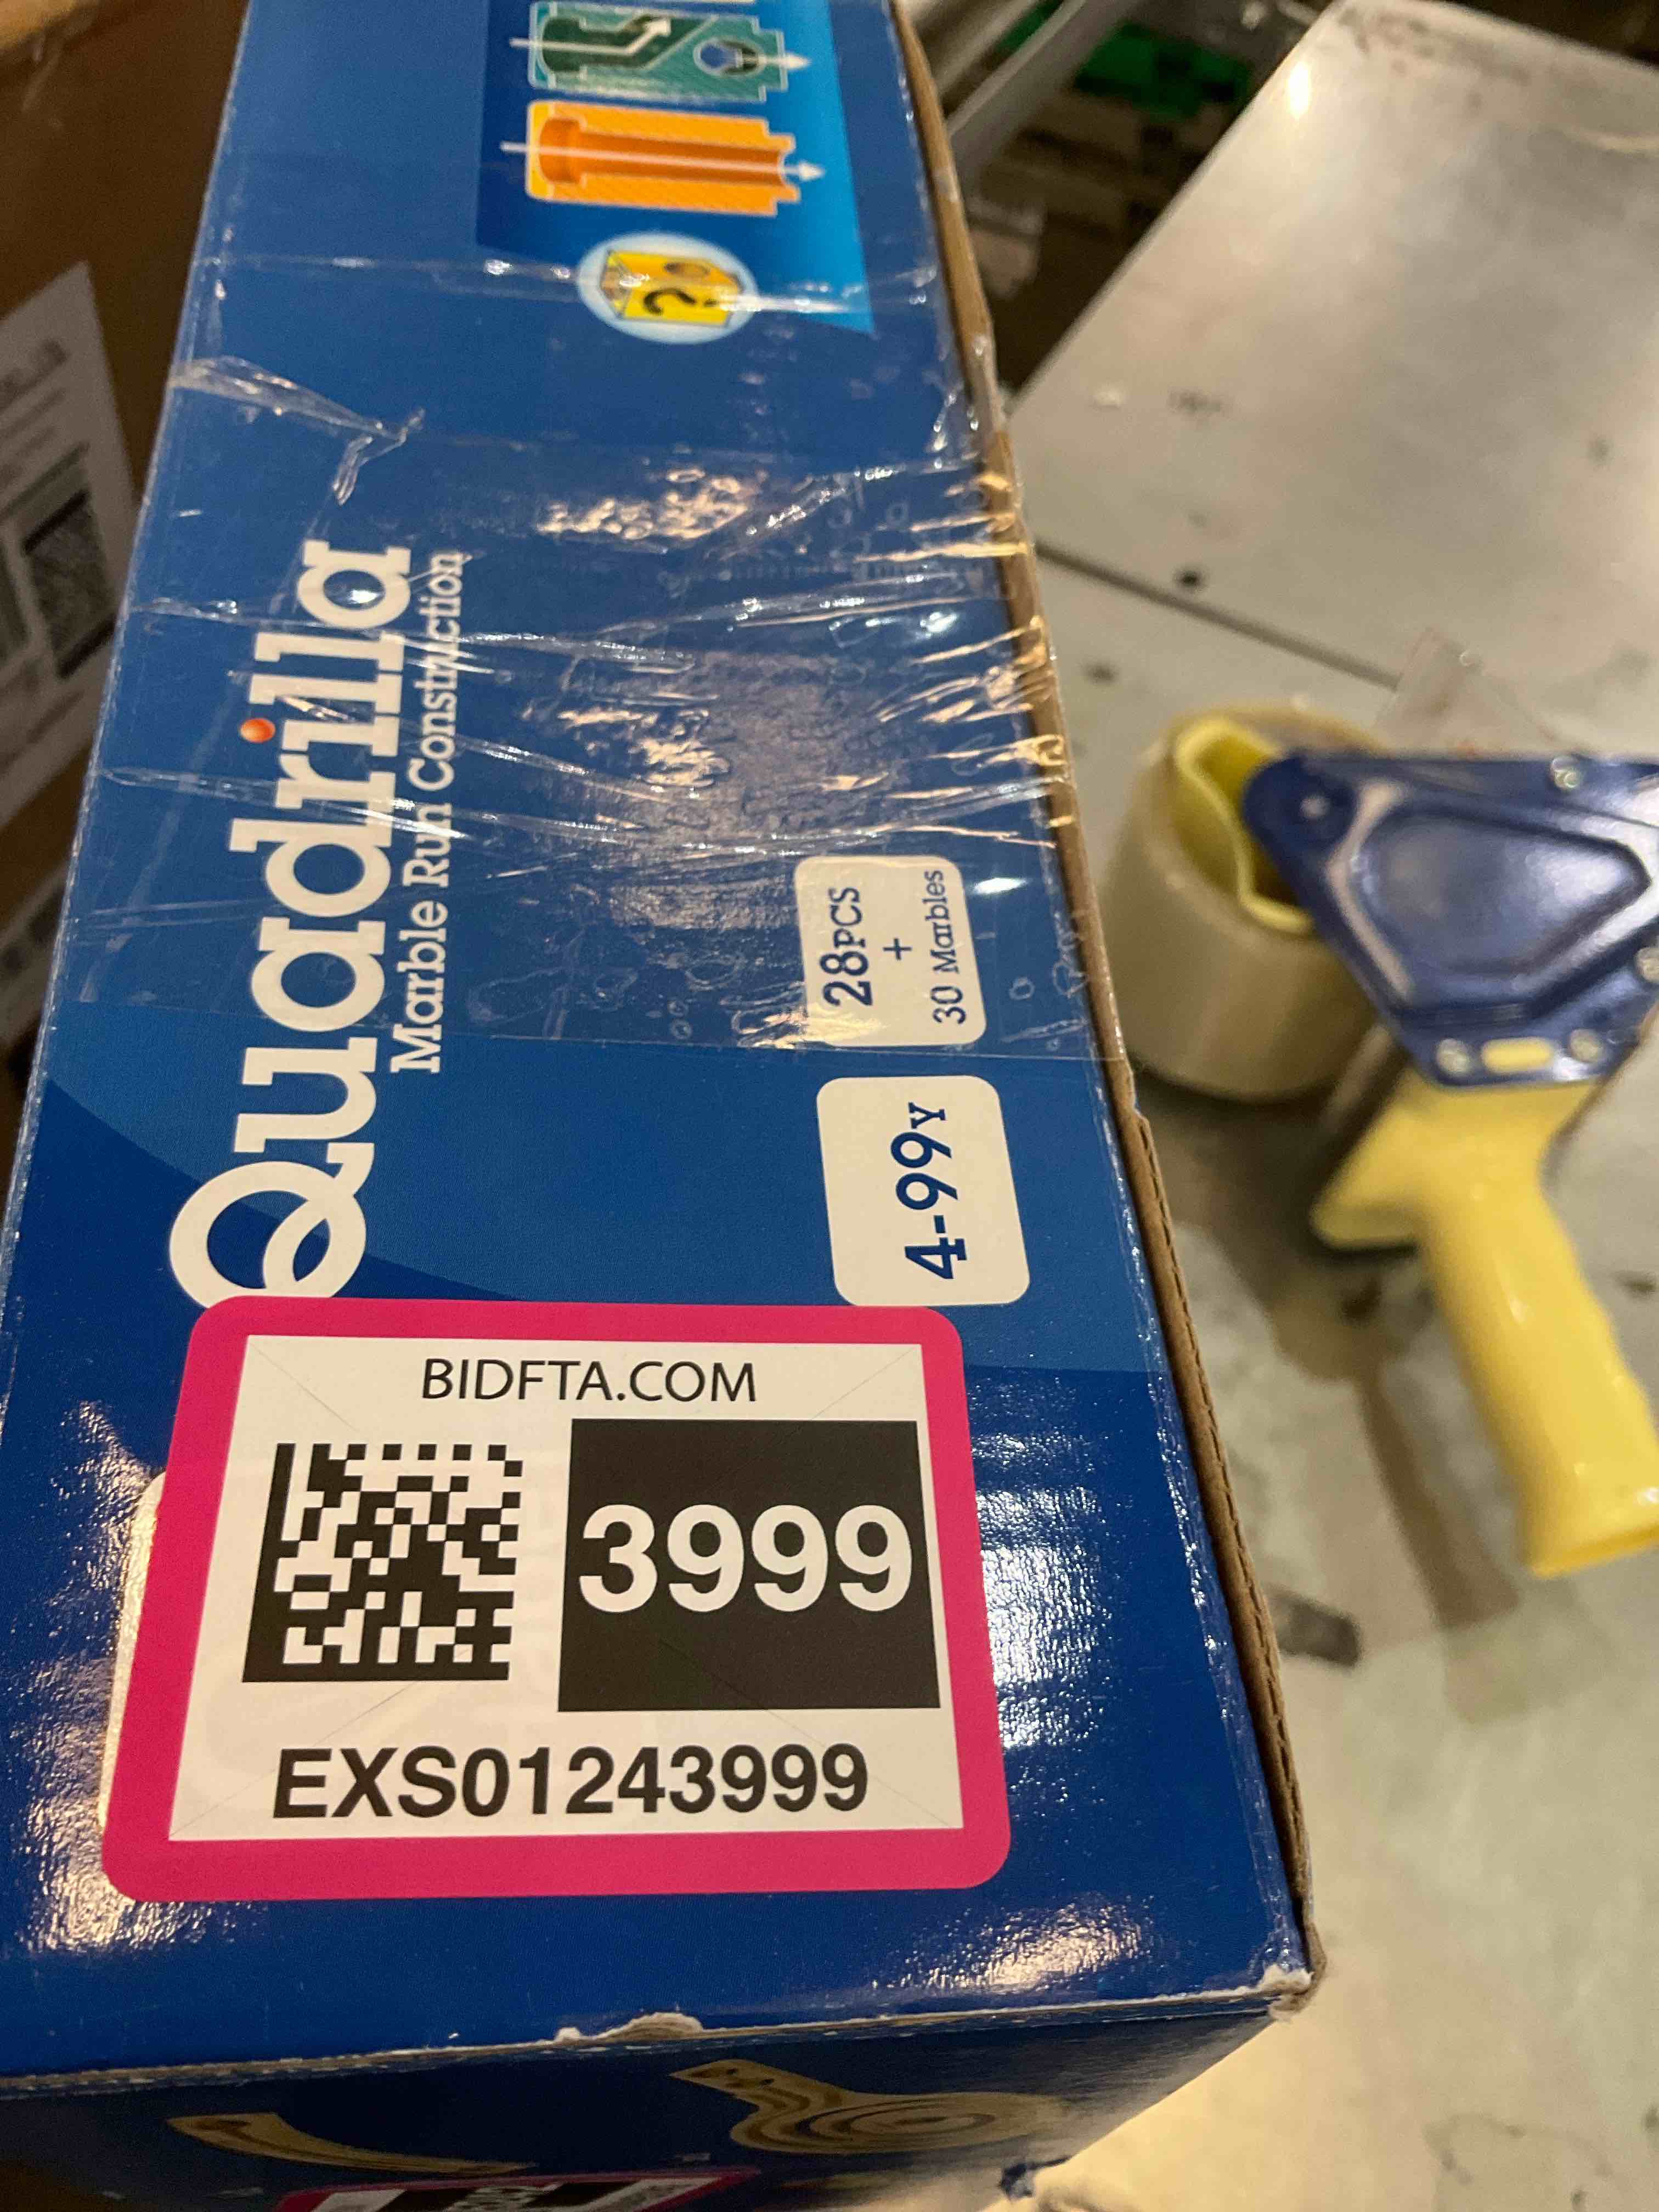 Quadrilla
Marble Run Construction
28PCS
+
30 Marbles
4-99Y
BIDFTA.COM
3999
EXS01243999
?